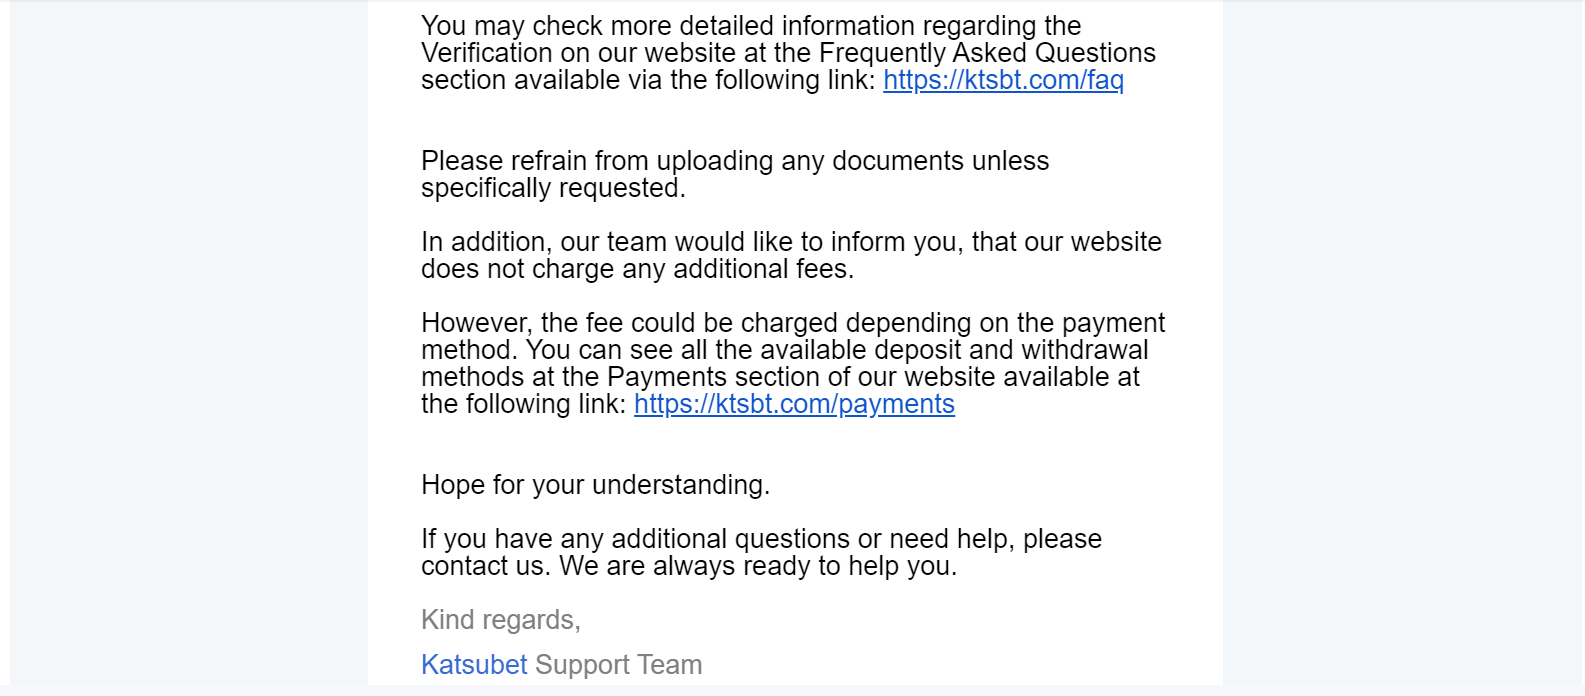 You may check more detailed information regarding the
Verification on our website at the Frequently Asked Questions
section available via the following link: https://ktsbt.com/faq
Please refrain from uploading any documents unless
specifically requested.
In addition, our team would like to inform you, that our website
does not charge any additional fees.
However, the fee could be charged depending on the payment
method. You can see all the available deposit and withdrawal
methods at the Payments section of our website available at
the following link: https://ktsbt.com/payments
Hope for your understanding.
If you have any additional questions or need help, please
contact us. We are always ready to help you.
Kind regards,
Katsubet Support Team